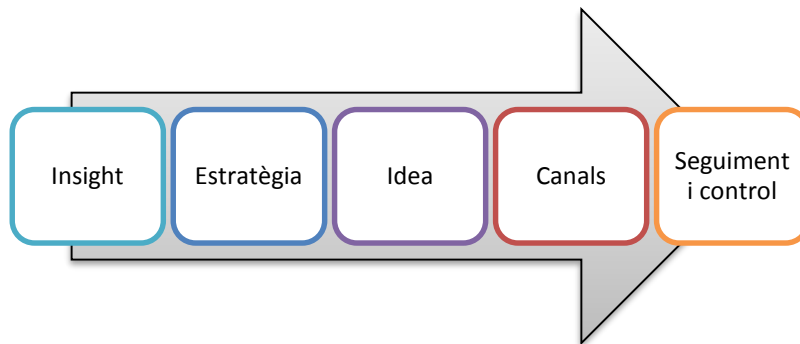 Insight
Estratègia
Idea
Canals
Seguiment
i control